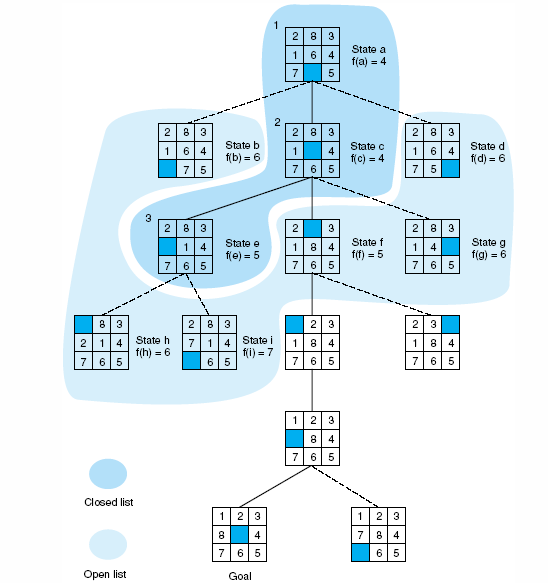 1
2 8 3
1 6 4
7 5
State a
f(a) = 4
2 8 3
1 6 4
7 5
State b
f(b) = 6
2
2 8 3
1 4
7 6 5
State c
f(c) = 4
2 8 3
1 6 4
7 5
State d
f(d) = 6
3
2 8 3
1 4
7 6 5
State e
f(e) = 5
2 3
1 8 4
7 6 5
State f
f(f) = 5
2 8 3
1 4
7 6 5
State g
f(g) = 6
8 3
2 1 4
7 6 5
State h
f(h) = 6
2 8 3
7 1 4
6 5
State i
f(i) = 7
2 3
1 8 4
7 6 5
2 3
1 8 4
7 6 5
1 2 3
8 4
7 6 5
Closed list
1 2 3
8 4
7 6 5
Goal
1 2 3
7 8 4
6 5
Open list